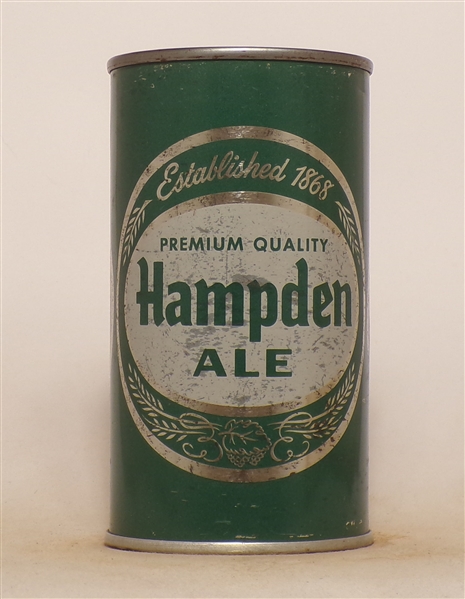 Established 1868
PREMIUM QUALITY
Hampden
ALE